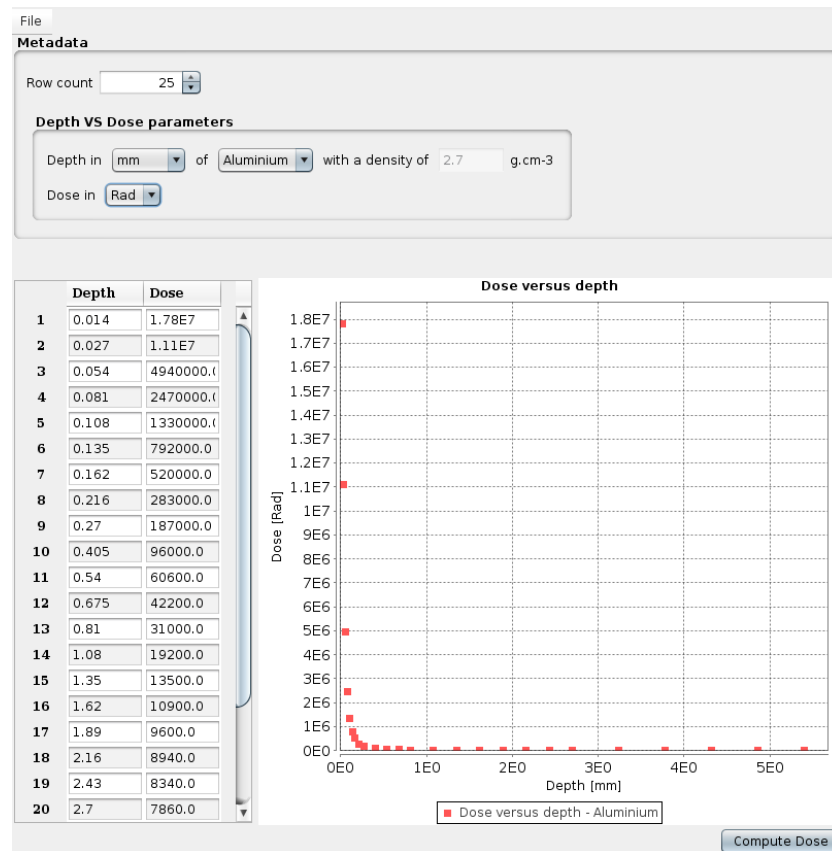 File
Metadata
Row count 25
Depth VS Dose parameters
Depth in mm of Aluminium with a density of 2.7 g.cm-3
Dose in Rad
Depth Dose
1 0.014 1.78E7
2 0.027 1.11E7
3 0.054 4940000.(
4 0.081 2470000.(
5 0.108 1330000.(
6 0.135 792000.0
7 0.162 520000.0
8 0.216 283000.0
9 0.27 187000.0
10 0.405 96000.0
11 0.54 60600.0
12 0.675 42200.0
13 0.81 31000.0
14 1.08 19200.0
15 1.35 13500.0
16 1.62 10900.0
17 1.89 9600.0
18 2.16 8940.0
19 2.43 8340.0
20 2.7 7860.0
Dose versus depth
1.8E7
1.7E7
1.6E7
1.5E7
1.4E7
1.3E7
1.2E7
1.1E7
1E7
9E6
8E6
7E6
6E6
5E6
4E6
3E6
2E6
1E6
0E0
Dose [Rad]
0E0 1E0 2E0 3E0 4E0 5E0
Depth [mm]
Dose versus depth - Aluminium
Compute Dose